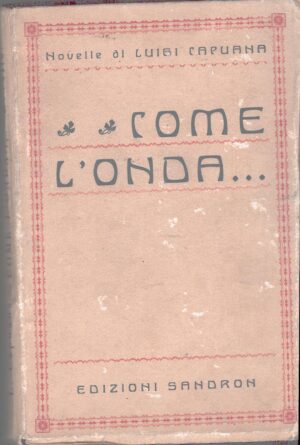 Novelle di LUIGI CAPUANA
COME
L'ONDA...
EDIZIONI SANDRON